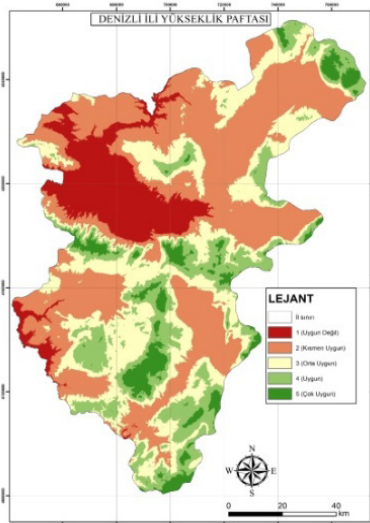 DENİZLİ İLİ YÜKSEKLİK PAFTASI
LEJANT
İl sınırı
1 (Uygun Değil)
2 (Kısmen Uygun)
3 (Orta Uygun)
4 (Uygun)
5 (Çok Uygun)
N
W E
S
0 20 40
km